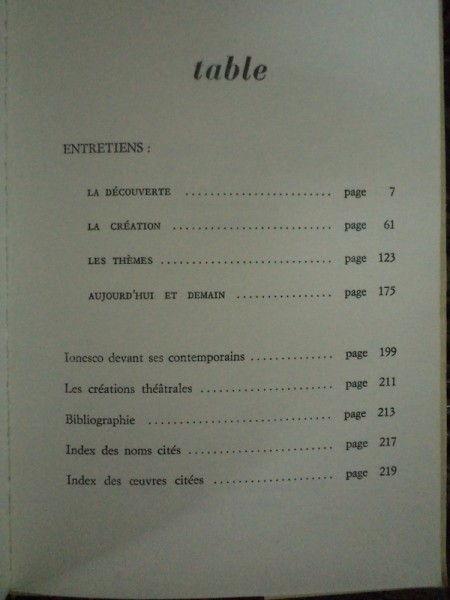 table
ENTRETIENS :
LA DÉCOUVERTE ........................ page 7
LA CRÉATION .......................... page 61
LES THÈMES ............................ page 123
AUJOURD'HUI ET DEMAIN ................ page 175
Ionesco devant ses contemporains ............. page 199
Les créations théâtrales ...................... page 211
Bibliographie .............................. page 213
Index des noms cités ........................ page 217
Index des œuvres citées .................... page 219